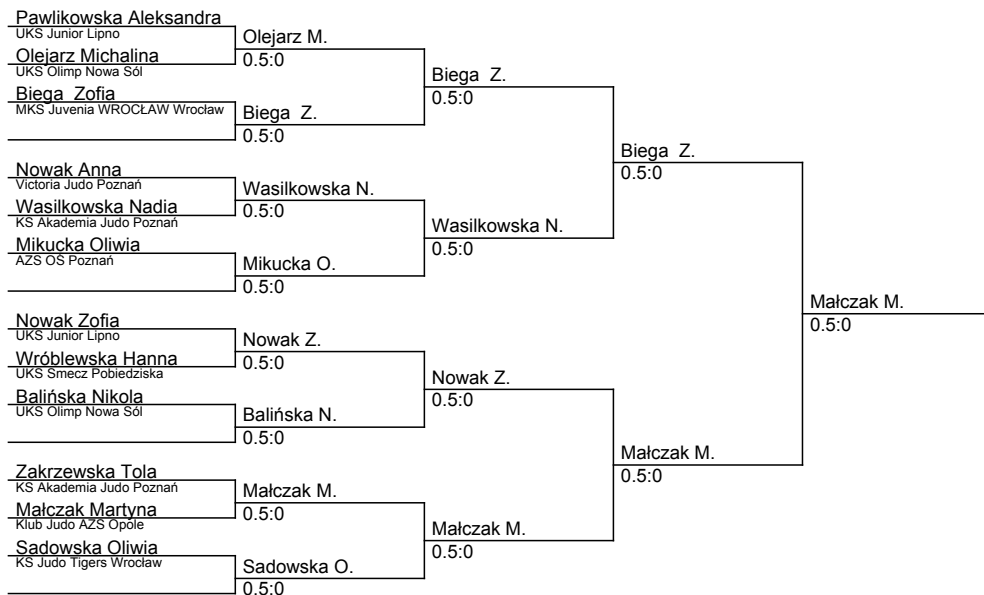 Pawlikowska Aleksandra
UKS Junior Lipno
Olejarz Michalina
UKS Olimp Nowa Sól
Biega  Zofia
MKS Juvenia WROCŁAW Wrocław
Nowak Anna
Victoria Judo Poznań
Wasilkowska Nadia
KS Akademia Judo Poznań
Mikucka Oliwia
AZS OŚ Poznań
Nowak Zofia
UKS Junior Lipno
Wróblewska Hanna
UKS Smecz Pobiedziska
Balińska Nikola
UKS Olimp Nowa Sól
Zakrzewska Tola
KS Akademia Judo Poznań
Małczak Martyna
Klub Judo AZS Opole
Sadowska Oliwia
KS Judo Tigers Wrocław
Olejarz M.
0.5:0
Biega  Z.
0.5:0
Wasilkowska N.
0.5:0
Mikucka O.
0.5:0
Nowak Z.
0.5:0
Balińska N.
0.5:0
Małczak M.
0.5:0
Sadowska O.
0.5:0
Biega  Z.
0.5:0
Wasilkowska N.
0.5:0
Nowak Z.
0.5:0
Małczak M.
0.5:0
Biega  Z.
0.5:0
Małczak M.
0.5:0
Małczak M.
0.5:0